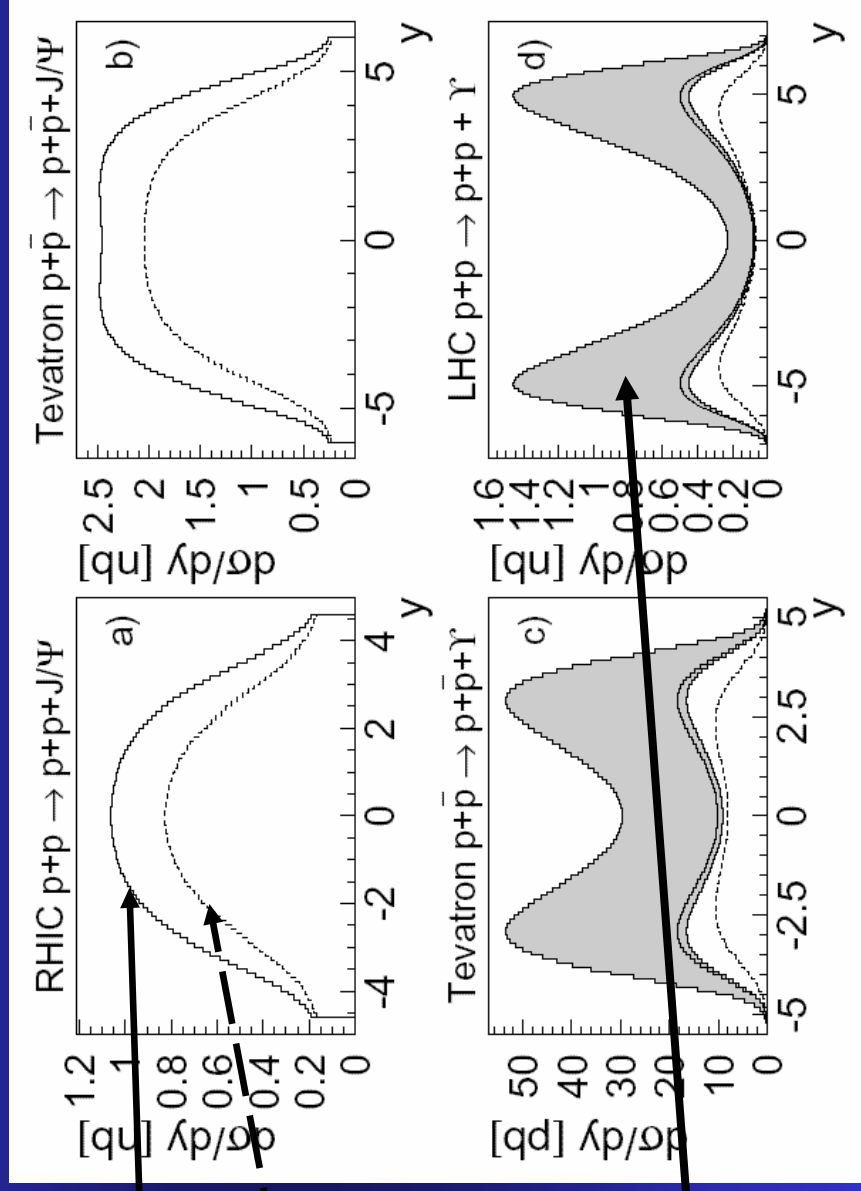 RHIC p+p → p+p+J/Ψ
a)
dσ/dy [nb]
1.2
1
0.8
0.6
0.4
0.2
0
-4 -2 0 2 4
y
Tevatron p+p̄ → p+p̄+J/Ψ
b)
dσ/dy [nb]
2.5
2
1.5
1
0.5
0
-5 0 5
y
Tevatron p+p̄ → p+p̄+ϒ
c)
dσ/dy [pb]
50
40
30
20
10
0
-5 -2.5 0 2.5 5
y
LHC p+p → p+p + ϒ
d)
dσ/dy [nb]
1.6
1.4
1.2
1
0.8
0.6
0.4
0.2
0
-5 0 5
y